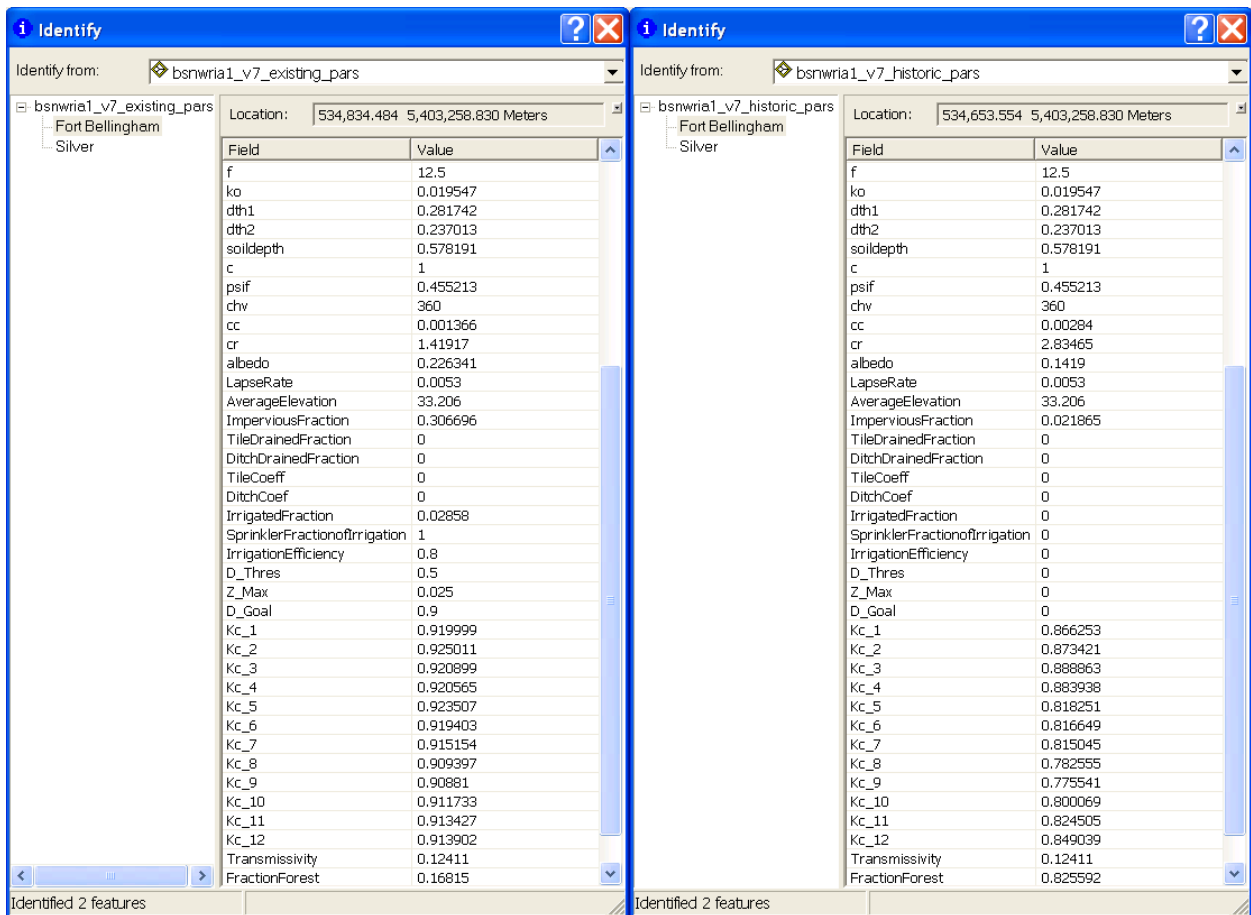 Identify
Identify from: bsnwria1_v7_existing_pars
bsnwria1_v7_existing_pars
Fort Bellingham
Silver
Location: 534,834.484 5,403,258.830 Meters
Field Value
f 12.5
ko 0.019547
dth1 0.281742
dth2 0.237013
soildepth 0.578191
c 1
psif 0.455213
chv 360
cc 0.001366
cr 1.41917
albedo 0.226341
LapseRate 0.0053
AverageElevation 33.206
ImperviousFraction 0.306696
TileDrainedFraction 0
DitchDrainedFraction 0
TileCoeff 0
DitchCoef 0
IrrigatedFraction 0.02858
SprinklerFractionofIrrigation 1
IrrigationEfficiency 0.8
D_Thres 0.5
Z_Max 0.025
D_Goal 0.9
Kc_1 0.919999
Kc_2 0.925011
Kc_3 0.920899
Kc_4 0.920565
Kc_5 0.923507
Kc_6 0.919403
Kc_7 0.915154
Kc_8 0.909397
Kc_9 0.90881
Kc_10 0.911733
Kc_11 0.913427
Kc_12 0.913902
Transmissivity 0.12411
FractionForest 0.16815
Identified 2 features
Identify
Identify from: bsnwria1_v7_historic_pars
bsnwria1_v7_historic_pars
Fort Bellingham
Silver
Location: 534,653.554 5,403,258.830 Meters
Field Value
f 12.5
ko 0.019547
dth1 0.281742
dth2 0.237013
soildepth 0.578191
c 1
psif 0.455213
chv 360
cc 0.00284
cr 2.83465
albedo 0.1419
LapseRate 0.0053
AverageElevation 33.206
ImperviousFraction 0.021865
TileDrainedFraction 0
DitchDrainedFraction 0
TileCoeff 0
DitchCoef 0
IrrigatedFraction 0
SprinklerFractionofIrrigation 0
IrrigationEfficiency 0
D_Thres 0
Z_Max 0
D_Goal 0
Kc_1 0.866253
Kc_2 0.873421
Kc_3 0.888863
Kc_4 0.883938
Kc_5 0.818251
Kc_6 0.816649
Kc_7 0.815045
Kc_8 0.782555
Kc_9 0.775541
Kc_10 0.800069
Kc_11 0.824505
Kc_12 0.849039
Transmissivity 0.12411
FractionForest 0.825592
Identified 2 features